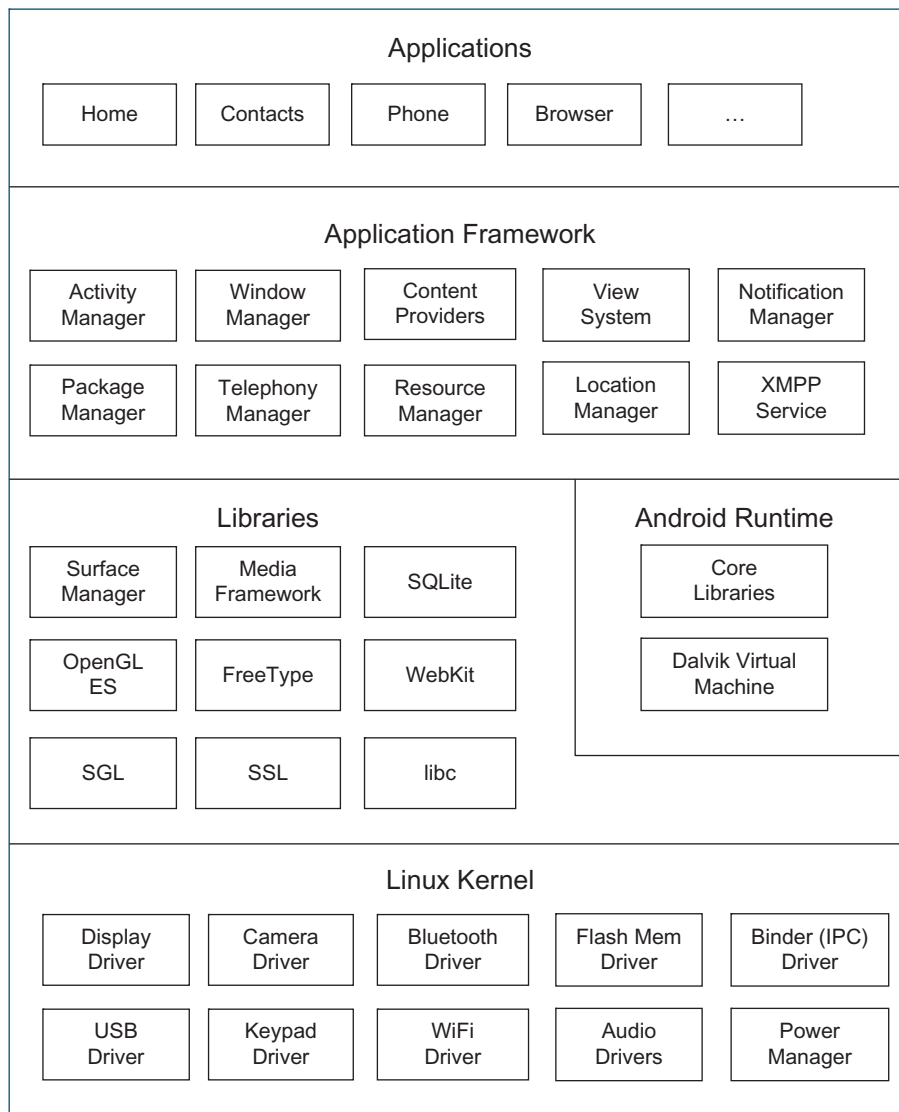 Applications
Home
Contacts
Phone
Browser
…
Application Framework
Activity
Manager
Window
Manager
Content
Providers
View
System
Notification
Manager
Package
Manager
Telephony
Manager
Resource
Manager
Location
Manager
XMPP
Service
Libraries
Surface
Manager
Media
Framework
SQLite
OpenGL
ES
FreeType
WebKit
SGL
SSL
libc
Android Runtime
Core
Libraries
Dalvik Virtual
Machine
Linux Kernel
Display
Driver
Camera
Driver
Bluetooth
Driver
Flash Mem
Driver
Binder (IPC)
Driver
USB
Driver
Keypad
Driver
WiFi
Driver
Audio
Drivers
Power
Manager